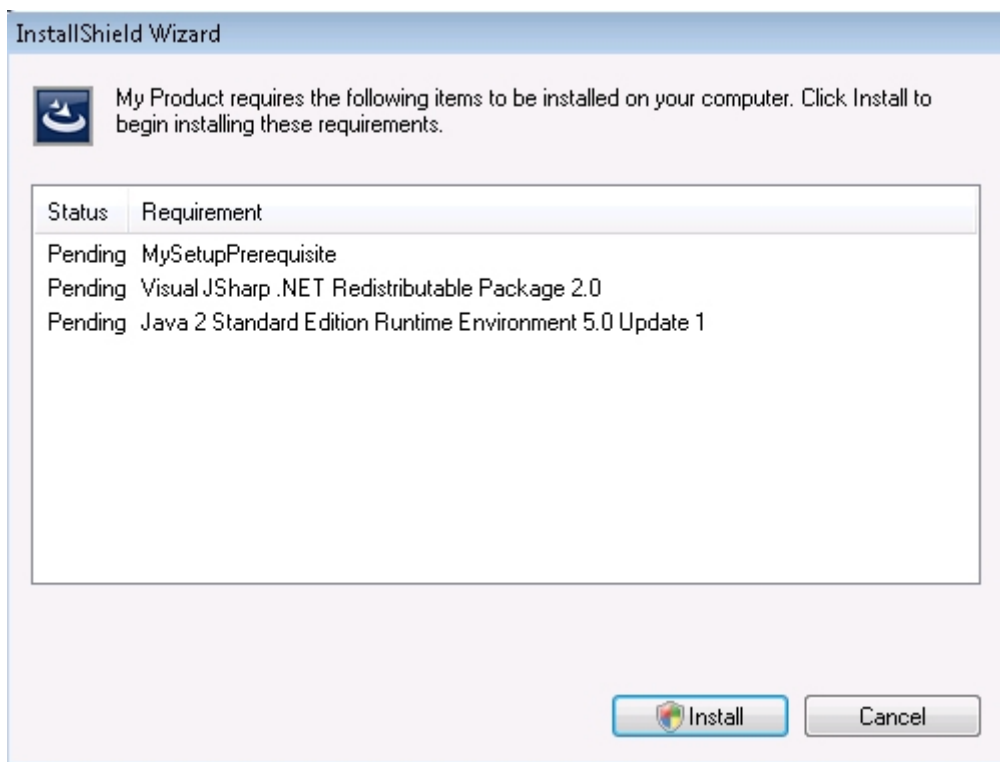 InstallShield Wizard
My Product requires the following items to be installed on your computer. Click Install to
begin installing these requirements.
Status Requirement
Pending MySetupPrerequisite
Pending Visual JSharp .NET Redistributable Package 2.0
Pending Java 2 Standard Edition Runtime Environment 5.0 Update 1
Install Cancel